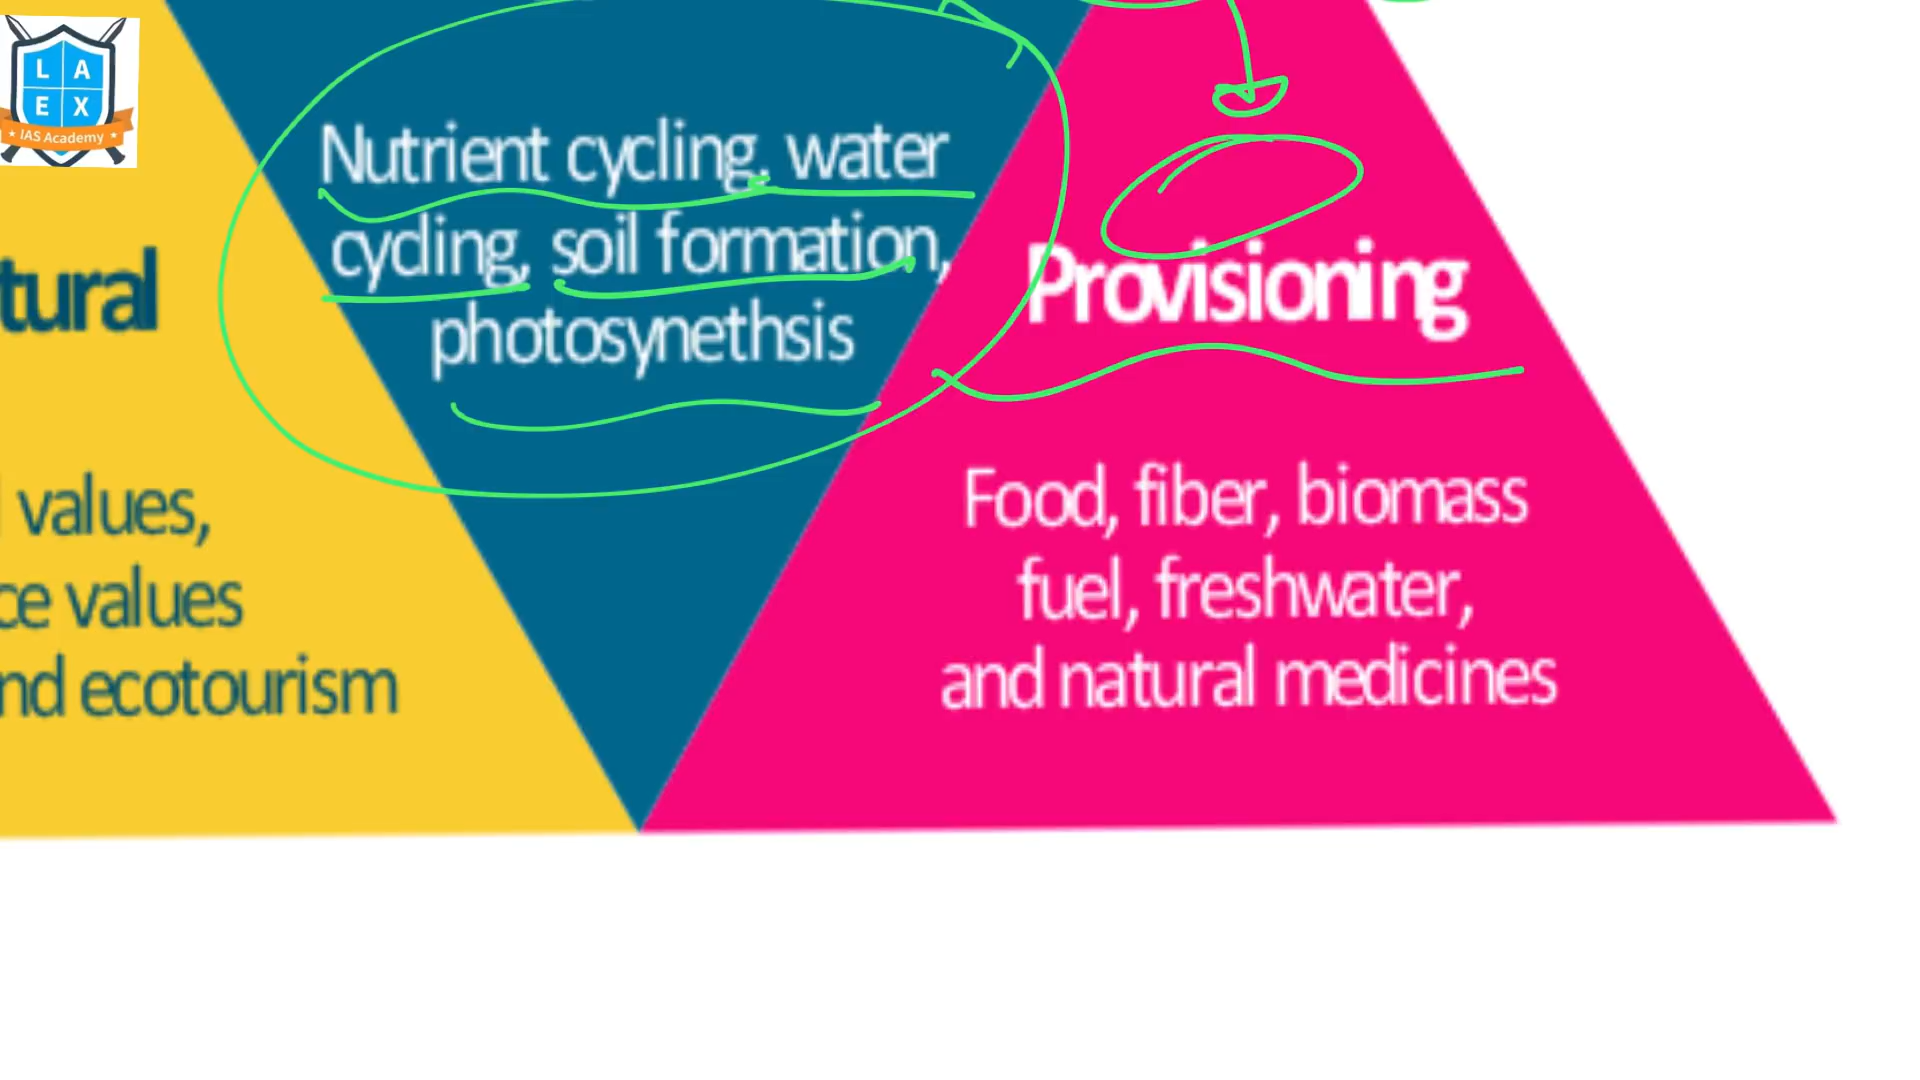 L A
E X
IAS Academy
Nutrient cycling, water
cycling, soil formation,
photosynethsis
tural
values,
ce values
nd ecotourism
Provisioning
Food, fiber, biomass
fuel, freshwater,
and natural medicines